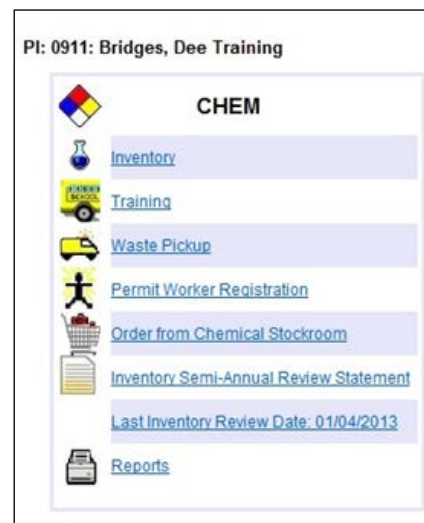 PI: 0911: Bridges, Dee Training
CHEM
Inventory
SCHOOL
Training
Waste Pickup
Permit Worker Registration
Order from Chemical Stockroom
Inventory Semi-Annual Review Statement
Last Inventory Review Date: 01/04/2013
Reports